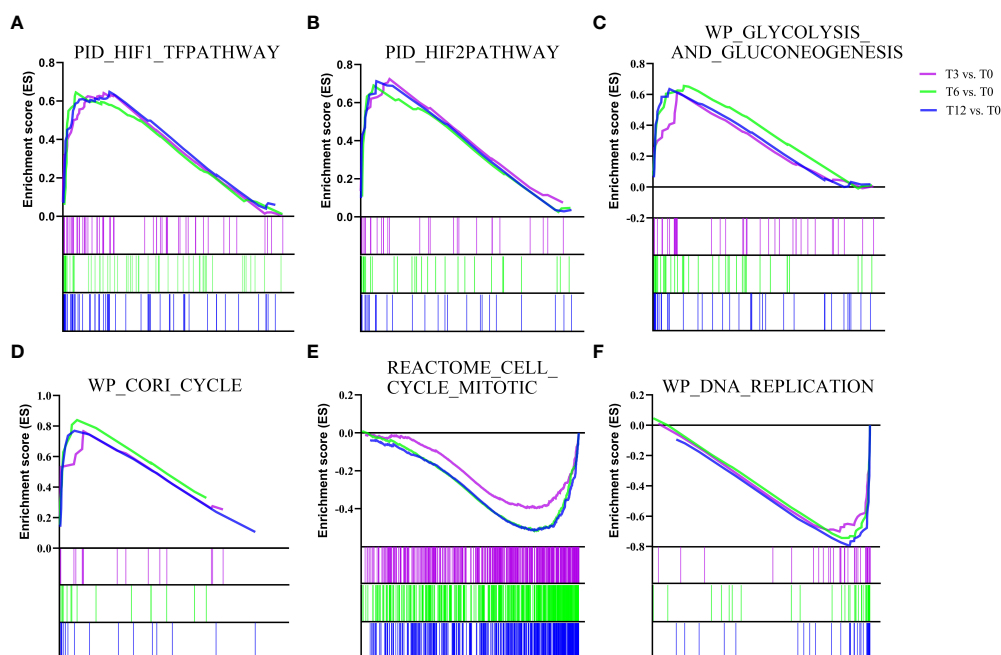 A
PID_HIF1_TFPATHWAY
Enrichment score (ES)
0.8
0.6
0.4
0.2
0.0
B
PID_HIF2PATHWAY
Enrichment score (ES)
0.8
0.6
0.4
0.2
0.0
C
WP_GLYCOLYSIS_
AND_GLUCONEOGENESIS
Enrichment score (ES)
0.8
0.6
0.4
0.2
0.0
-0.2
T3 vs. T0
T6 vs. T0
T12 vs. T0
D
WP_CORI_CYCLE
Enrichment score (ES)
1.0
0.8
0.6
0.4
0.2
0.0
E
REACTOME_CELL_
CYCLE_MITOTIC
Enrichment score (ES)
0.2
0.0
-0.2
-0.4
F
WP_DNA_REPLICATION
Enrichment score (ES)
0.2
0.0
-0.2
-0.4
-0.6
-0.8